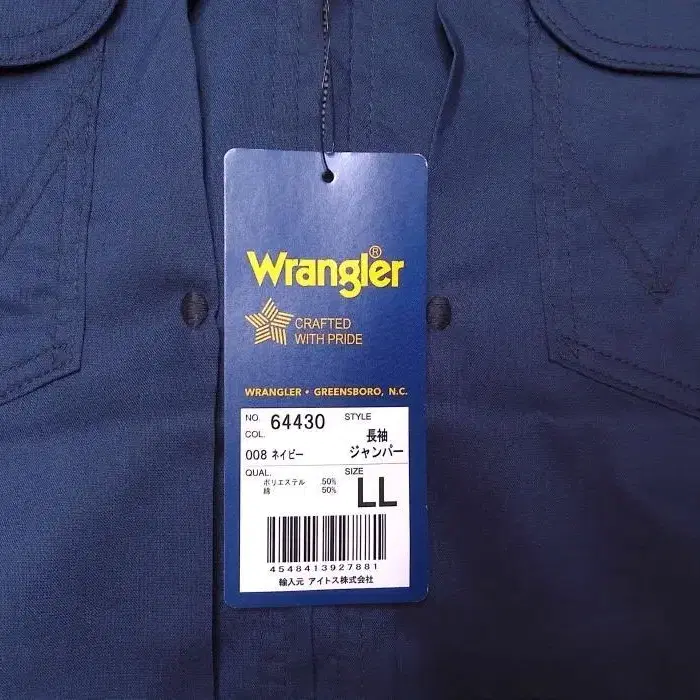 Wrangler®
CRAFTED
WITH PRIDE
WRANGLER • GREENSBORO, N.C.
NO. 64430 STYLE
COL. 長袖
008 ネイビー ジャンパー
QUAL. SIZE
ポリエステル 50% LL
綿 50%
4548413927881
輸入元 アイトス株式会社